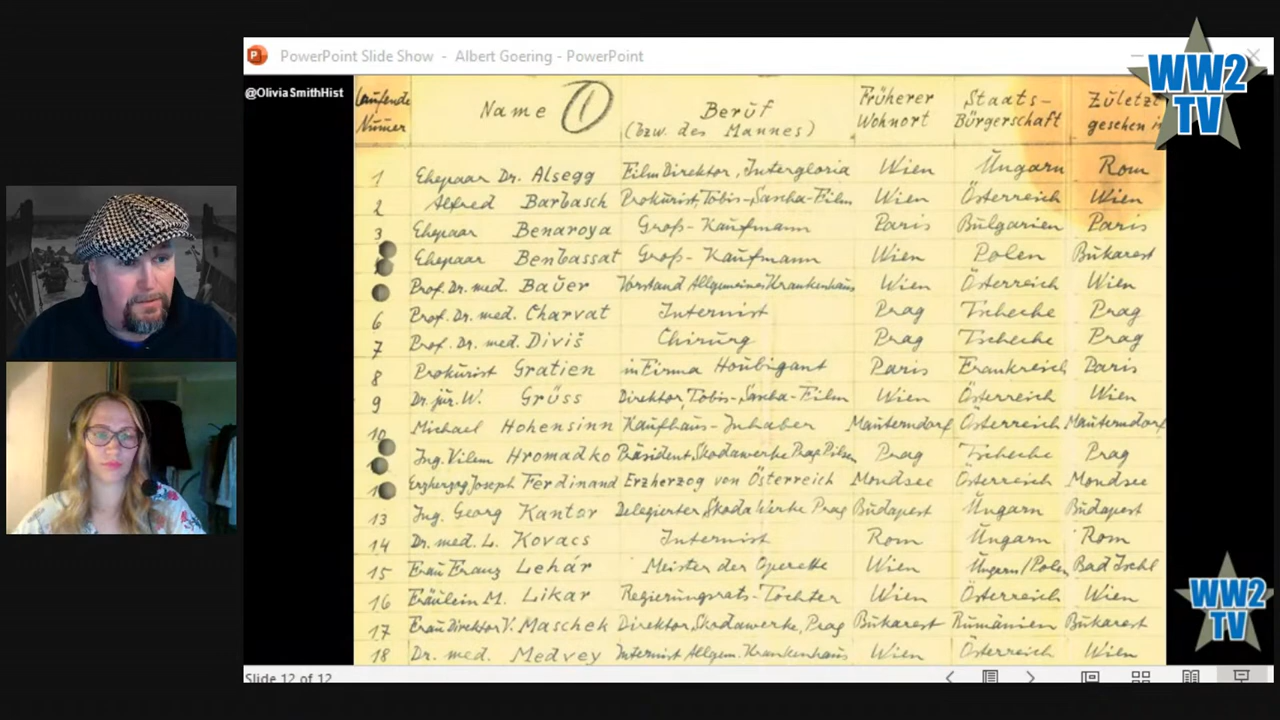 PowerPoint Slide Show - Albert Goering - PowerPoint
WW2
TV
@OliviaSmithHist
Laufende Numer Name 1 Beruf (bzw. des Mannes) Früherer Wohnort Staats-Bürgerschaft Zuletzt gesehen in
1 Ehepaar Dr. Alsegg Film Direktor, Intergloria Wien Ungarn Rom
2 Alfred Barbasch Prokurist, Tobis-Sascha-Film Wien Österreich Wien
3 Ehepaar Benaroya Groß-Kaufmann Paris Bulgarien Paris
Ehepaar Benbassat Groß-Kaufmann Wien Polen Bukarest
Prof. Dr. med. Bauer Vorstand Allgemeines Krankenhaus Wien Österreich Wien
6 Prof. Dr. med. Charvat Internist Prag Tscheche Prag
7 Prof. Dr. med. Diviš Chirurg Prag Tscheche Prag
8 Prokurist Gratien in Firma Houbigant Paris Frankreich Paris
9 Dr. jur. W. Grüss Direktor, Tobis-Sascha-Film Wien Österreich Wien
10 Michael Hohensinn Kaufhaus-Inhaber Mauterndorf Österreich Mauterndorf
Ing. Vilem Hromadko Präsident Skodawerke Prag Pilsen Prag Tscheche Prag
1 Erzherzog Joseph Ferdinand Erzherzog von Österreich Mondsee Österreich Mondsee
13 Ing. Georg Kantor Delegierter Skoda Werke Prag Budapest Ungarn Budapest
14 Dr. med. L. Kovacs Internist Rom Ungarn Rom
15 Frau Franz Lehár Meister der Operette Wien Ungarn/Polen Bad Ischl
16 Fräulein M. Likar Regierungsrats-Tochter Wien Österreich Wien
17 Frau Direktor V. Maschek Direktor, Skodawerke, Prag Bukarest Rumänien Bukarest
18 Dr. med. Medvey Internist Allgem. Krankenhaus Wien Österreich Wien
WW2
TV
Slide 12 of 12